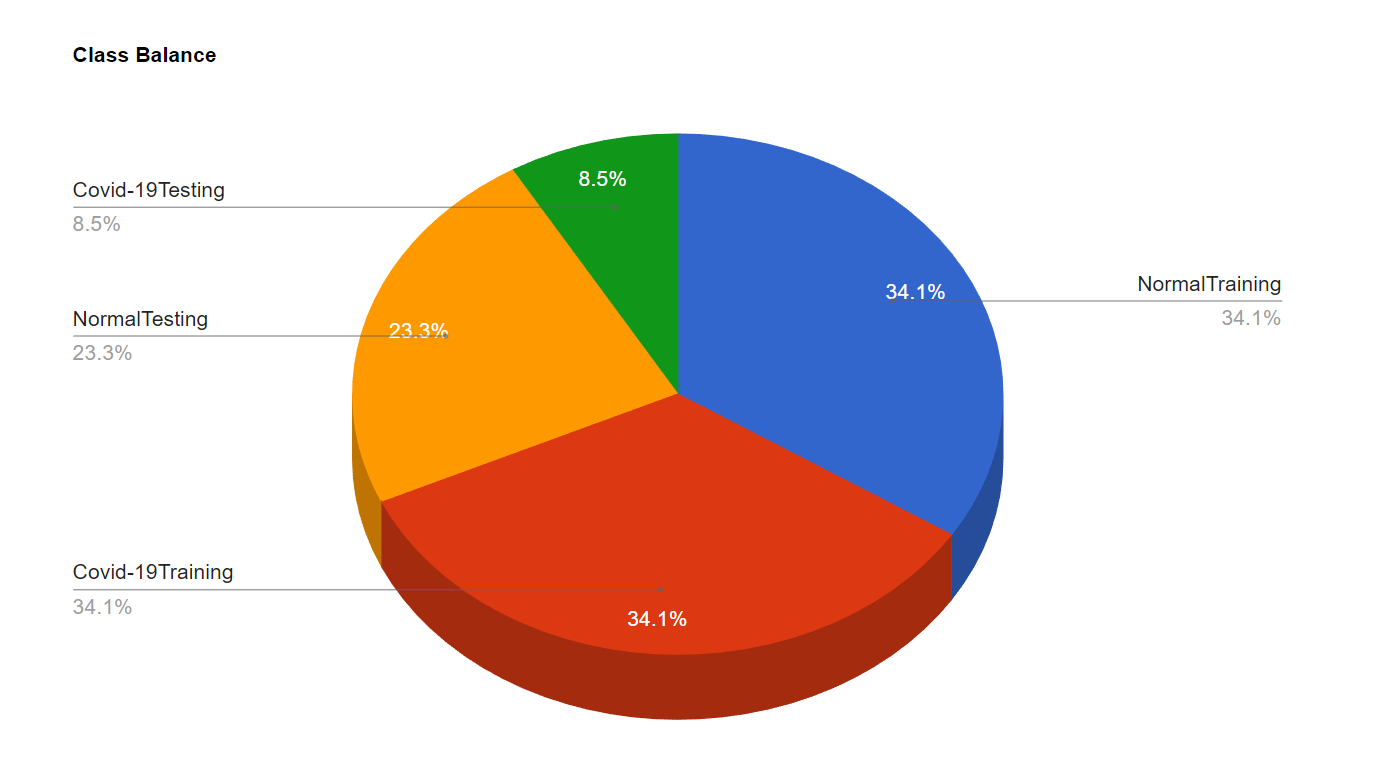 Class Balance
Covid-19Testing
8.5%
8.5%
NormalTraining
34.1%
34.1%
NormalTesting
23.3%
23.3%
Covid-19Training
34.1%
34.1%